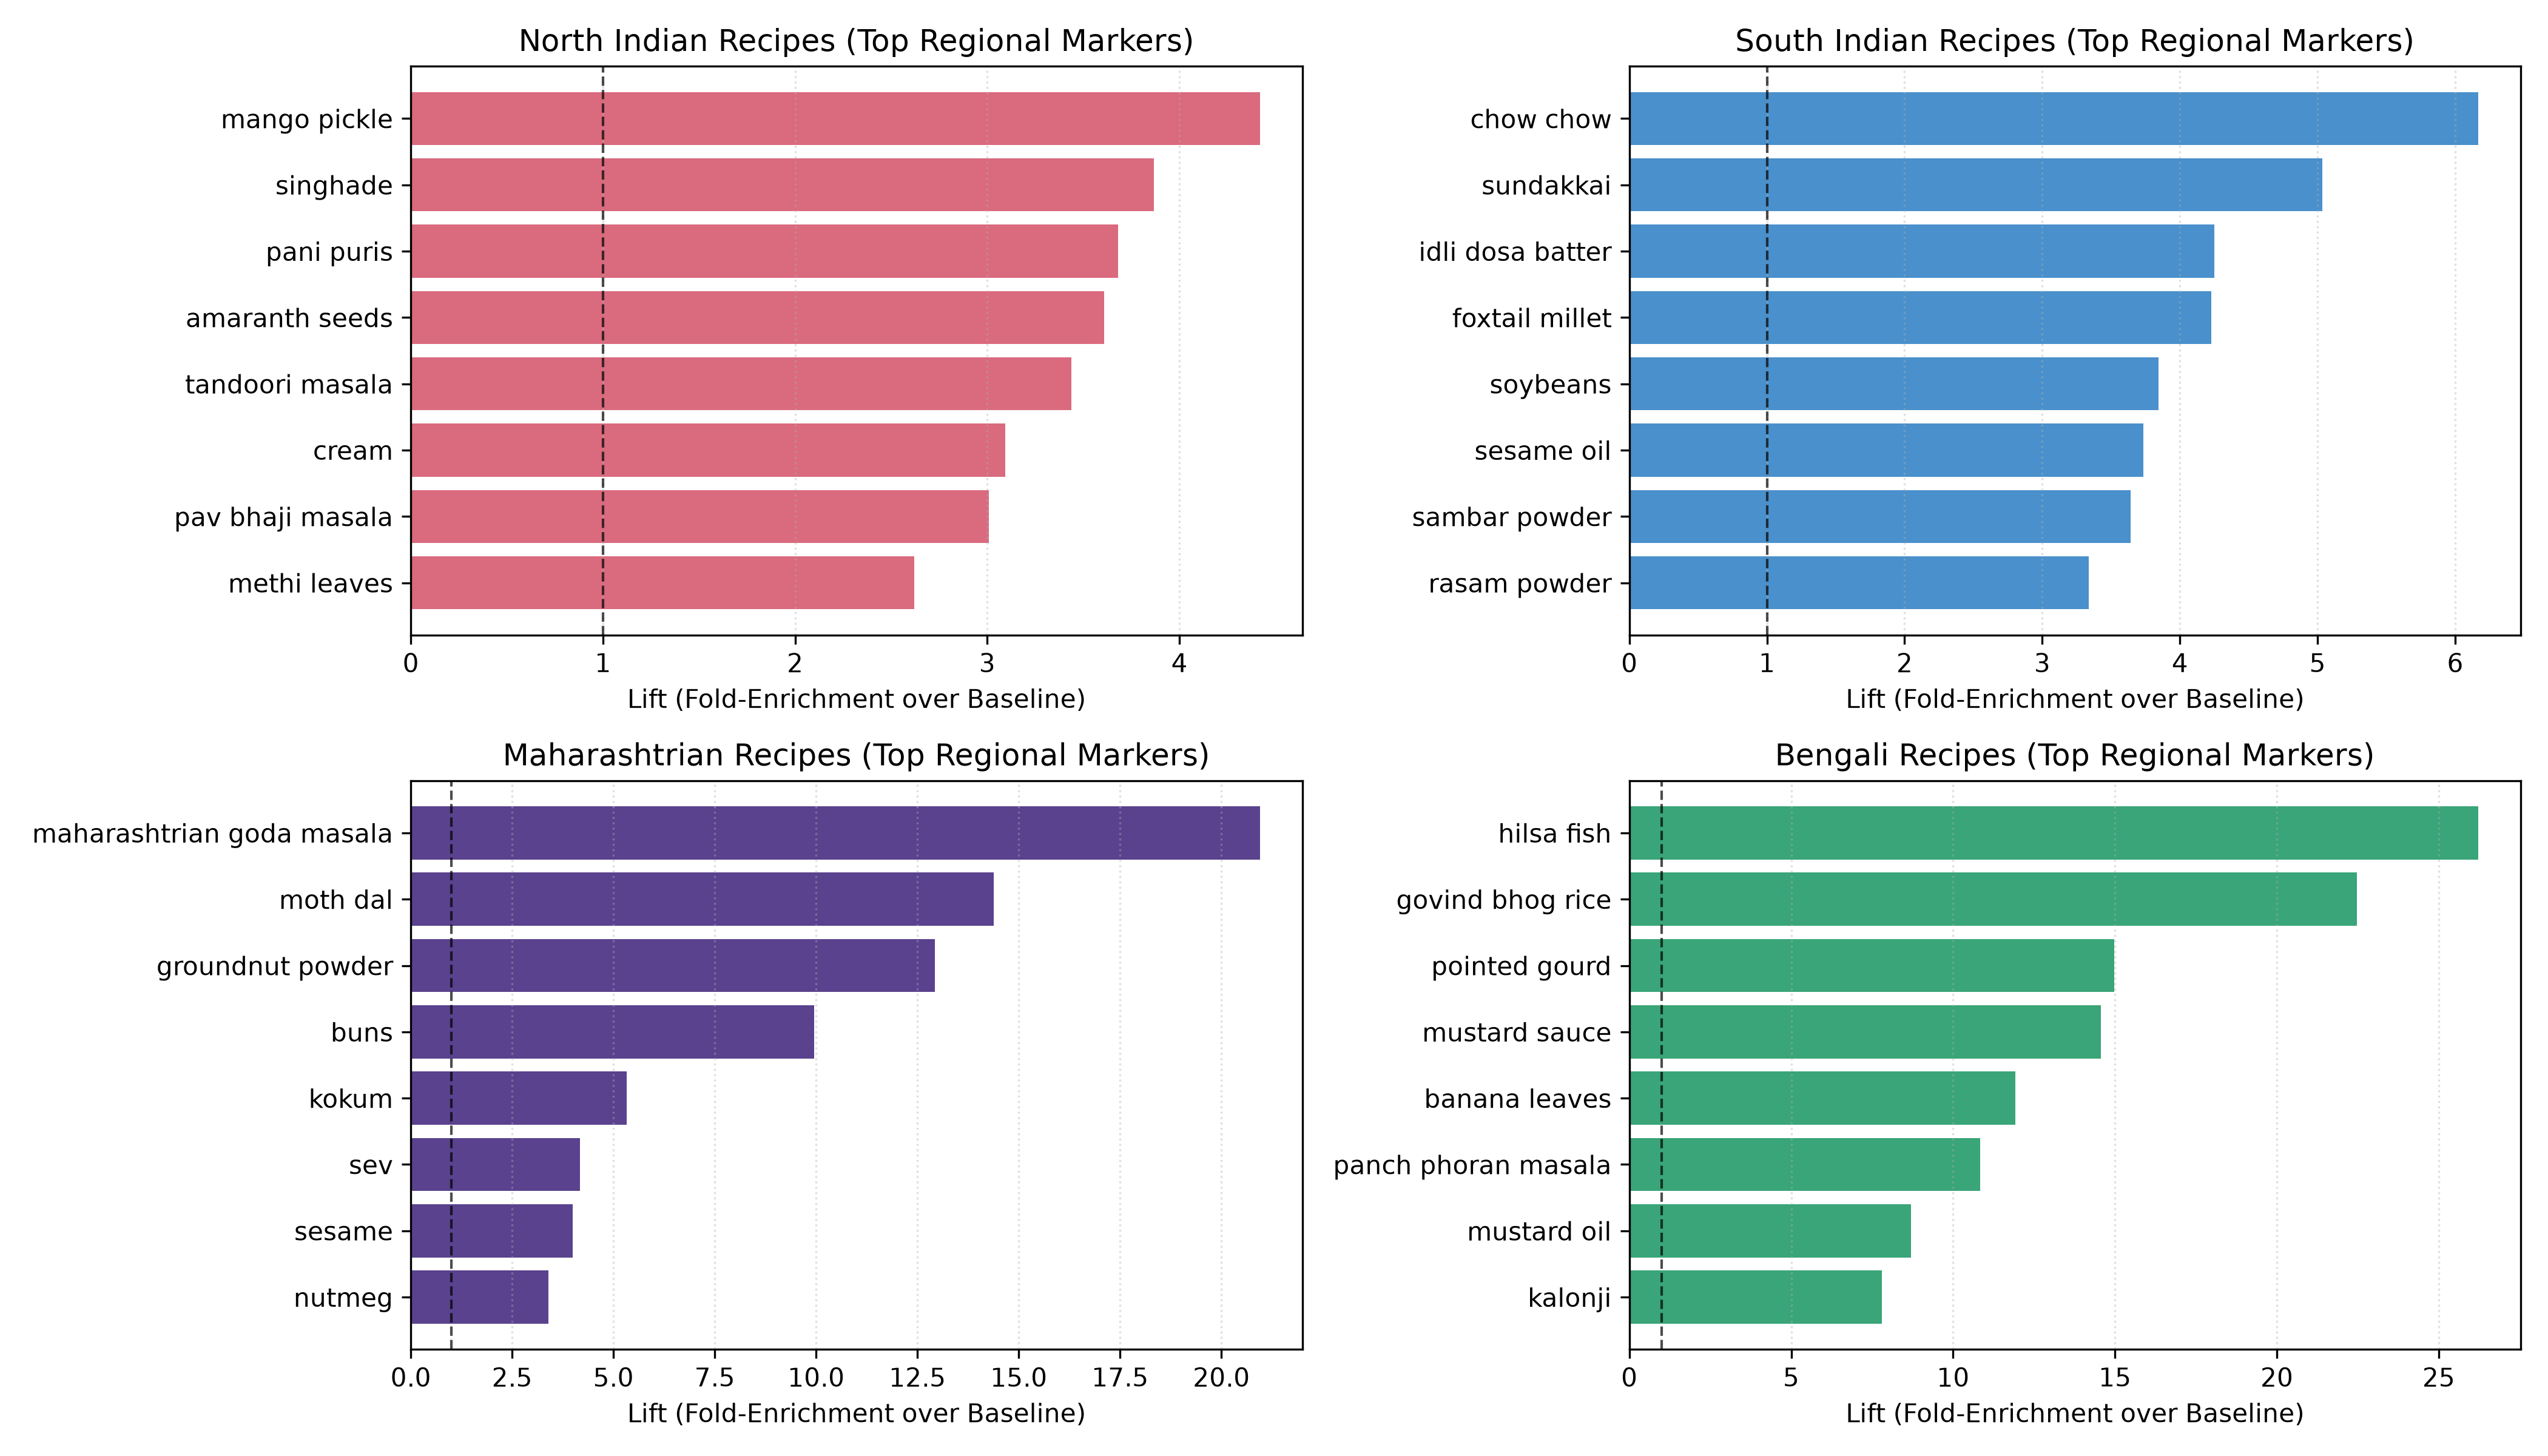 North Indian Recipes (Top Regional Markers)
mango pickle
singhade
pani puris
amaranth seeds
tandoori masala
cream
pav bhaji masala
methi leaves
0 1 2 3 4
Lift (Fold-Enrichment over Baseline)
South Indian Recipes (Top Regional Markers)
chow chow
sundakkai
idli dosa batter
foxtail millet
soybeans
sesame oil
sambar powder
rasam powder
0 1 2 3 4 5 6
Lift (Fold-Enrichment over Baseline)
Maharashtrian Recipes (Top Regional Markers)
maharashtrian goda masala
moth dal
groundnut powder
buns
kokum
sev
sesame
nutmeg
0.0 2.5 5.0 7.5 10.0 12.5 15.0 17.5 20.0
Lift (Fold-Enrichment over Baseline)
Bengali Recipes (Top Regional Markers)
hilsa fish
govind bhog rice
pointed gourd
mustard sauce
banana leaves
panch phoran masala
mustard oil
kalonji
0 5 10 15 20 25
Lift (Fold-Enrichment over Baseline)